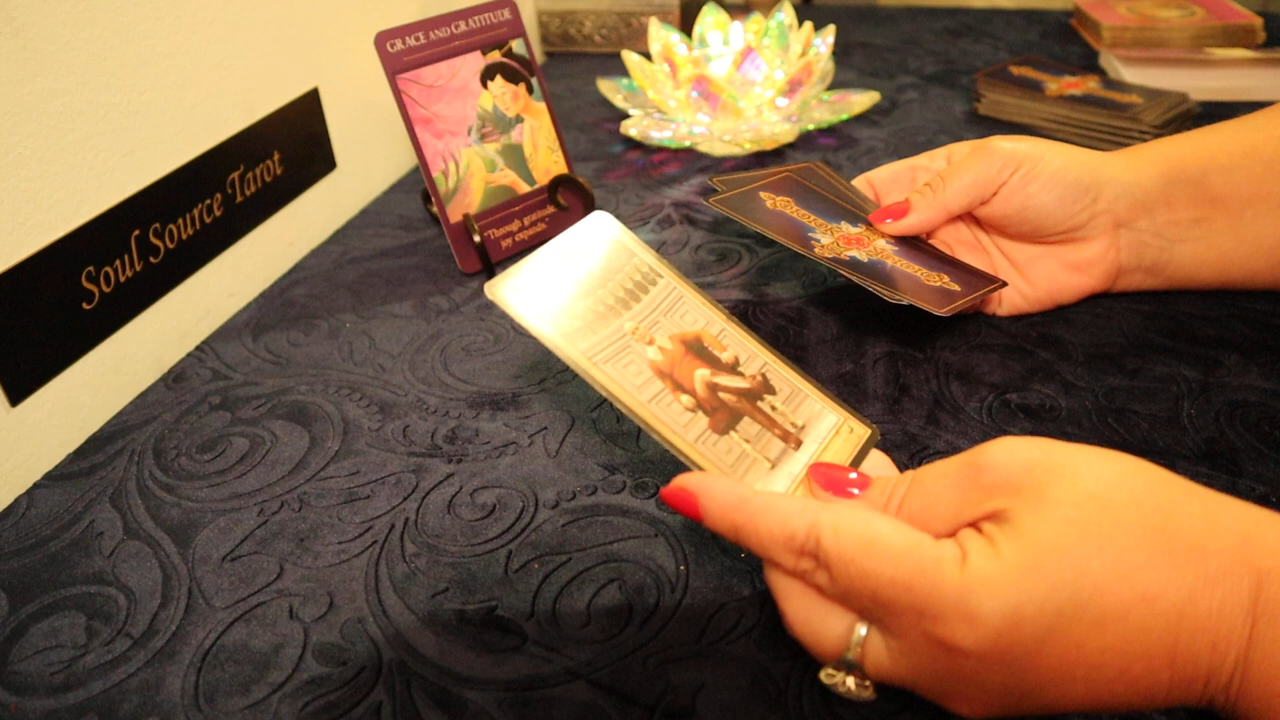 Soul Source Tarot
GRACE AND GRATITUDE
"Through gratitude
joy expands."